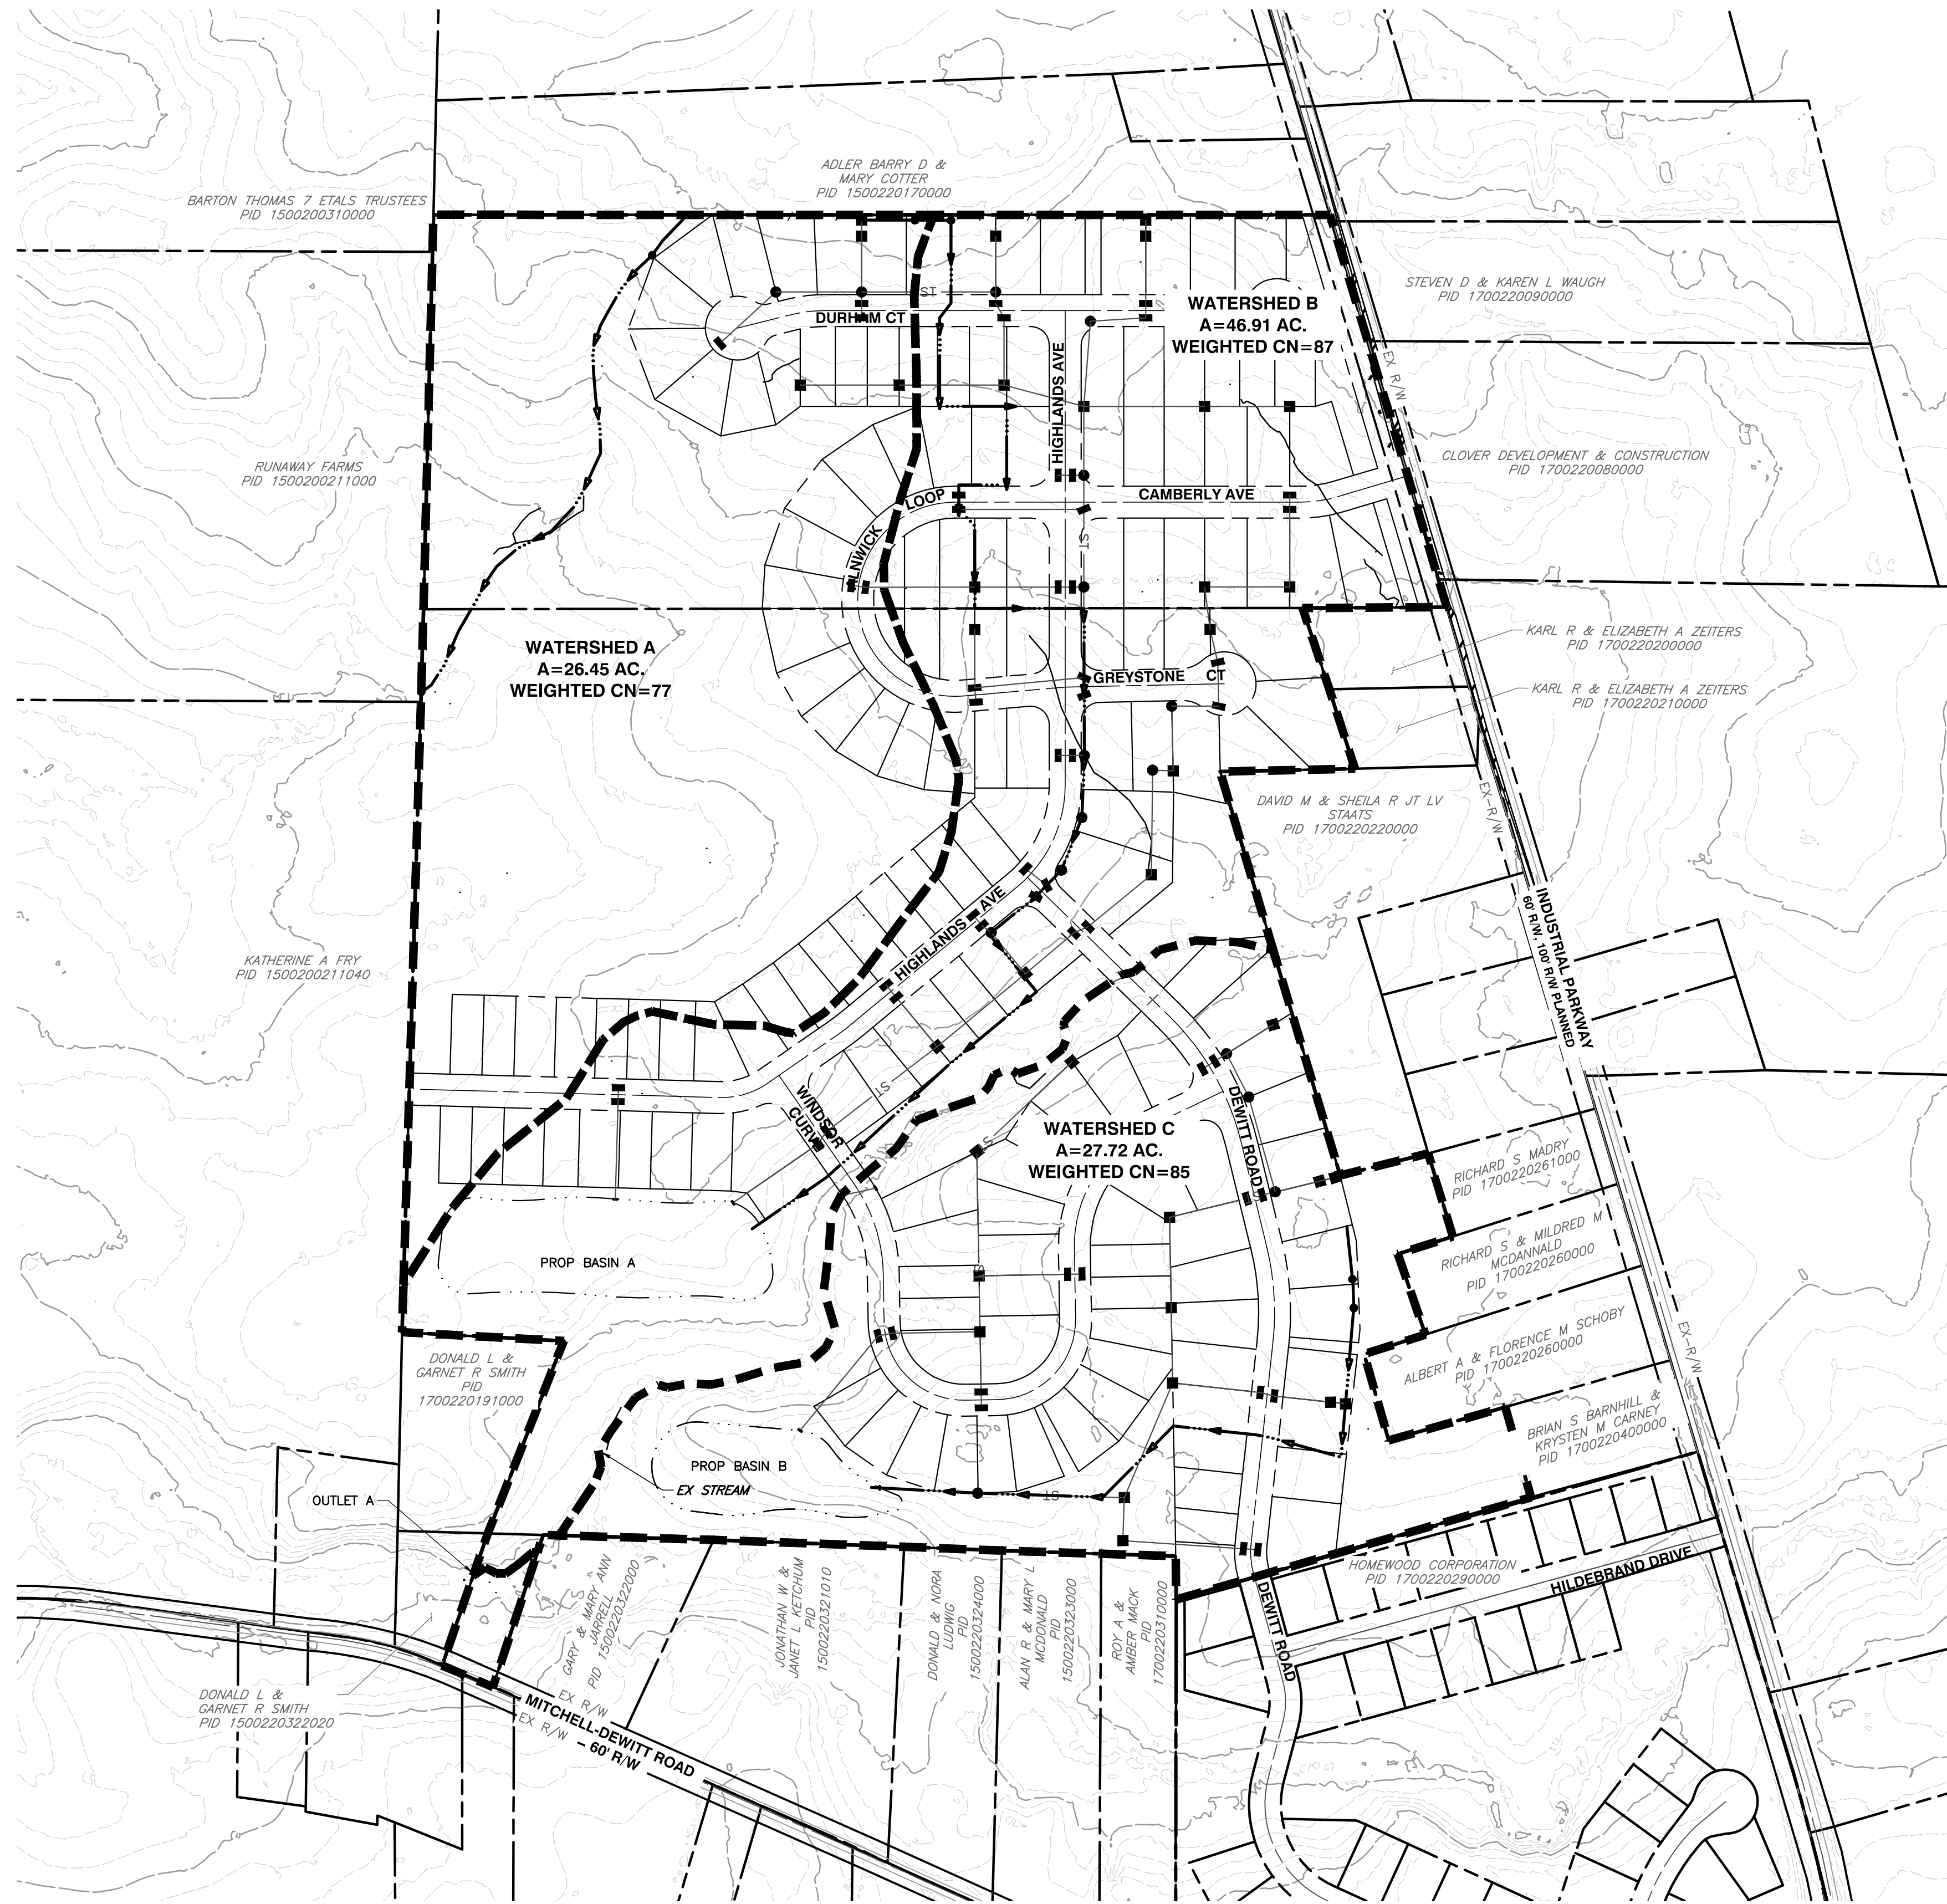 ADLER BARRY D &
MARY COTTER
PID 1500220170000
BARTON THOMAS 7 ETALS TRUSTEES
PID 1500200310000
STEVEN D & KAREN L WAUGH
PID 1700220090000
WATERSHED B
A=46.91 AC.
WEIGHTED CN=87
ST
DURHAM CT
HIGHLANDS AVE
EX R/W
RUNAWAY FARMS
PID 1500200211000
CLOVER DEVELOPMENT & CONSTRUCTION
PID 1700220080000
LOOP
CAMBERLY AVE
ALNWICK
ST
KARL R & ELIZABETH A ZEITERS
PID 1700220200000
WATERSHED A
A=26.45 AC.
WEIGHTED CN=77
GREYSTONE CT
KARL R & ELIZABETH A ZEITERS
PID 1700220210000
DAVID M & SHEILA R JT LV
STAATS
PID 1700220220000
EX-R/W
HIGHLANDS AVE
INDUSTRIAL PARKWAY
60' R/W, 100' R/W PLANNED
KATHERINE A FRY
PID 1500200211040
ST
WINDSOR
CURVE
DEWITT ROAD
WATERSHED C
A=27.72 AC.
WEIGHTED CN=85
RICHARD S MADRY
PID 1700220261000
RICHARD S & MILDRED M
MCDANNALD
PID 1700220260000
PROP BASIN A
ALBERT A & FLORENCE M SCHOBY
PID 1700220260000
EX-R/W
DONALD L &
GARNET R SMITH
PID
1700220191000
BRIAN S BARNHILL &
KRYSTEN M CARNEY
PID 1700220400000
PROP BASIN B
EX STREAM
OUTLET A
ST
HOMEWOOD CORPORATION
PID 1700220290000
HILDEBRAND DRIVE
DEWITT ROAD
GARY & MARY ANN
JARRELL
PID 1500220322000
JONATHAN W &
JANET L KETCHUM
PID
1500220321010
DONALD & NORA
LUDWIG
PID
1500220324000
ALAN R & MARY L
MCDONALD
PID
1500220323000
ROY A &
AMBER MACK
PID
1700220310000
DONALD L &
GARNET R SMITH
PID 1500220322020
EX R/W
MITCHELL-DEWITT ROAD
EX R/W
- 60' R/W